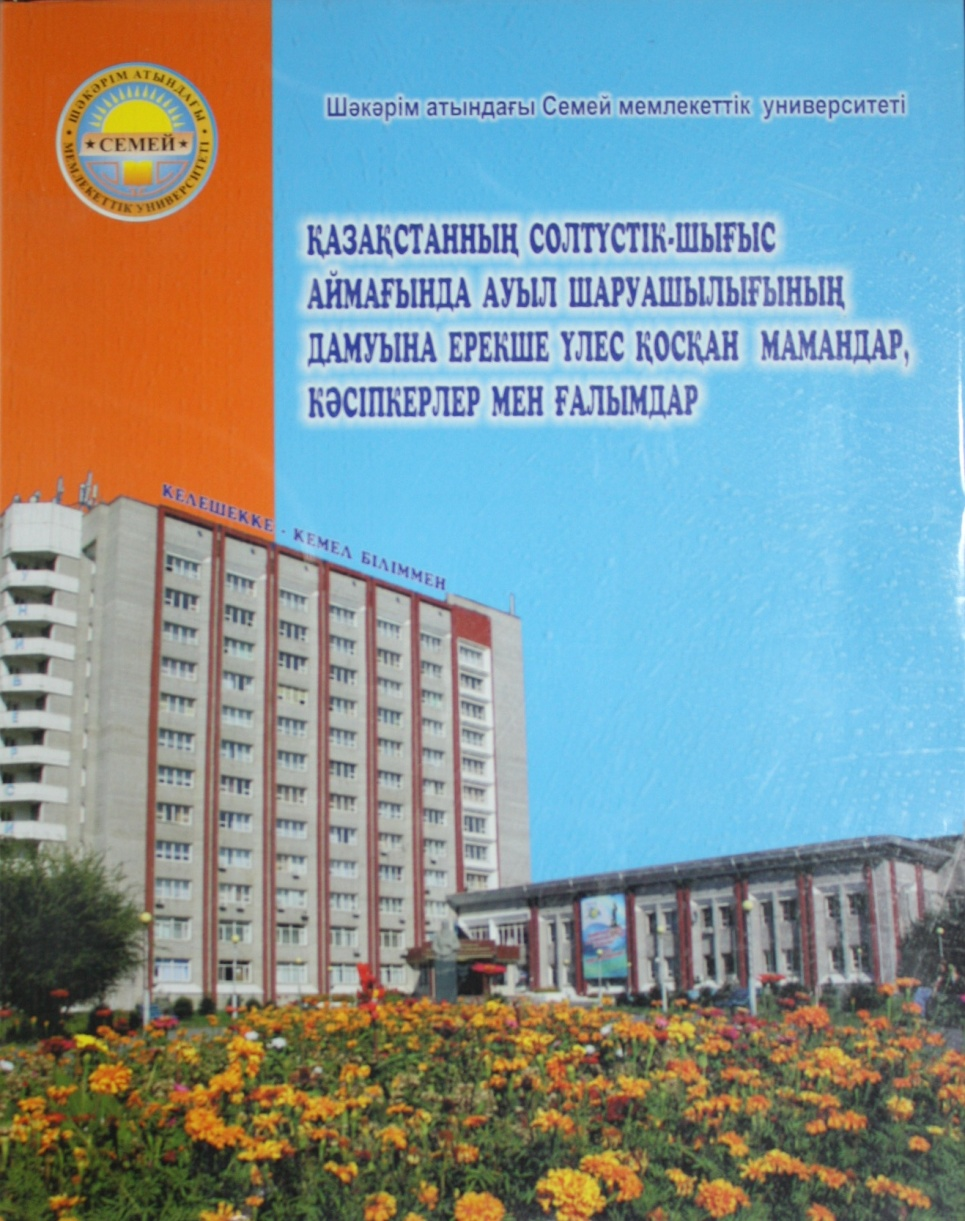 ШӘКӘРІМ АТЫНДАҒЫ
СЕМЕЙ
МЕМЛЕКЕТТІК УНИВЕРСИТЕТІ
Шәкәрім атындағы Семей мемлекеттік университеті
ҚАЗАҚСТАННЫҢ СОЛТҮСТІК-ШЫҒЫС
АЙМАҒЫНДА АУЫЛ ШАРУАШЫЛЫҒЫНЫҢ
ДАМУЫНА ЕРЕКШЕ ҮЛЕС ҚОСҚАН МАМАНДАР,
КӘСІПКЕРЛЕР МЕН ҒАЛЫМДАР
КЕЛЕШЕККЕ - КЕМЕЛ БІЛІММЕН